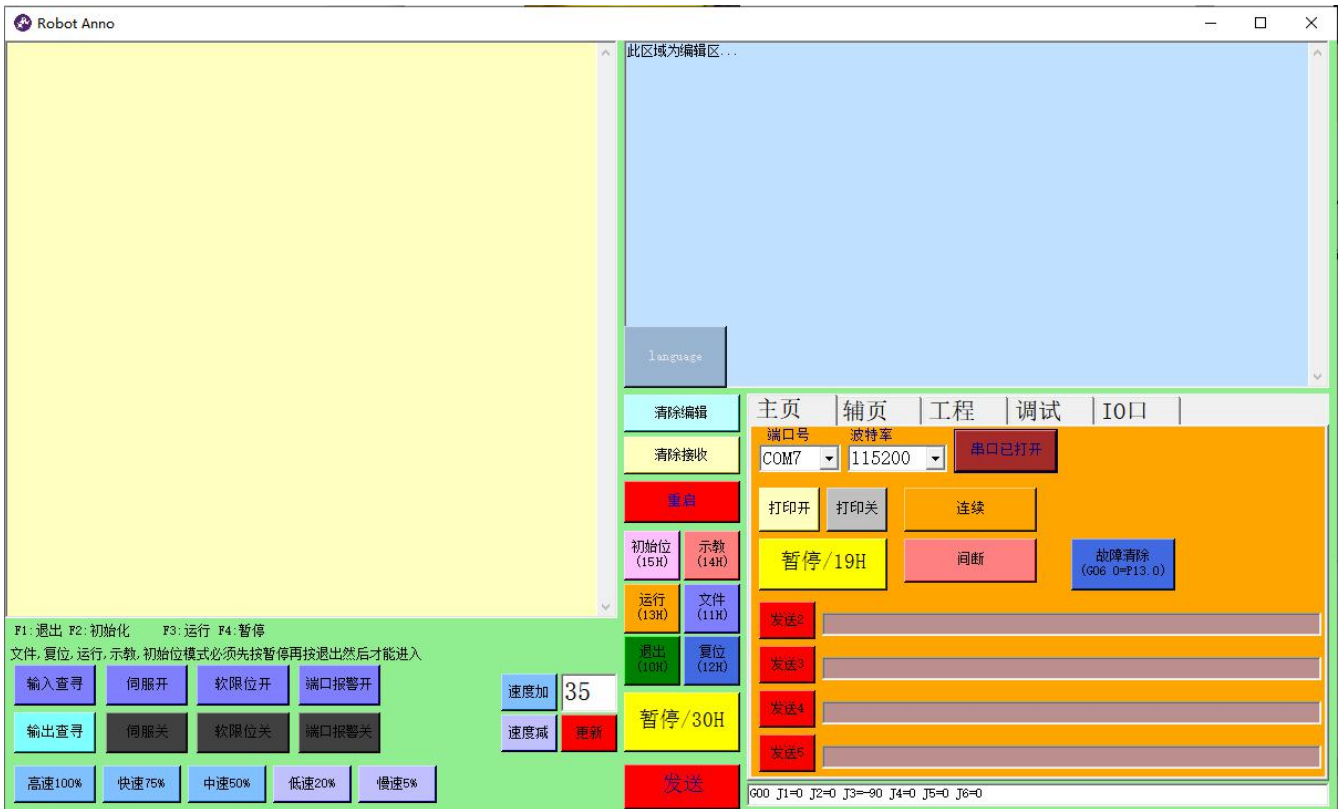 Robot Anno
此区域为编辑区...
language
清除编辑
清除接收
重启
初始位
(15H)
示教
(14H)
运行
(13H)
文件
(11H)
退出
(10H)
复位
(12H)
暂停/30H
发送
主页 辅页 工程 调试 IO口
端口号 波特率
COM7 115200 串口已打开
打印开 打印关 连续
暂停/19H 间断 故障清除
(G06 O=P13.0)
发送2
发送3
发送4
发送5
G00 J1=0 J2=0 J3=-90 J4=0 J5=0 J6=0
F1:退出 F2:初始化 F3:运行 F4:暂停
文件,复位,运行,示教,初始位模式必须先按暂停再按退出然后才能进入
输入查寻 伺服开 软限位开 端口报警开 速度加 35
输出查寻 伺服关 软限位关 端口报警关 速度减 更新
高速100% 快速75% 中速50% 低速20% 慢速5%